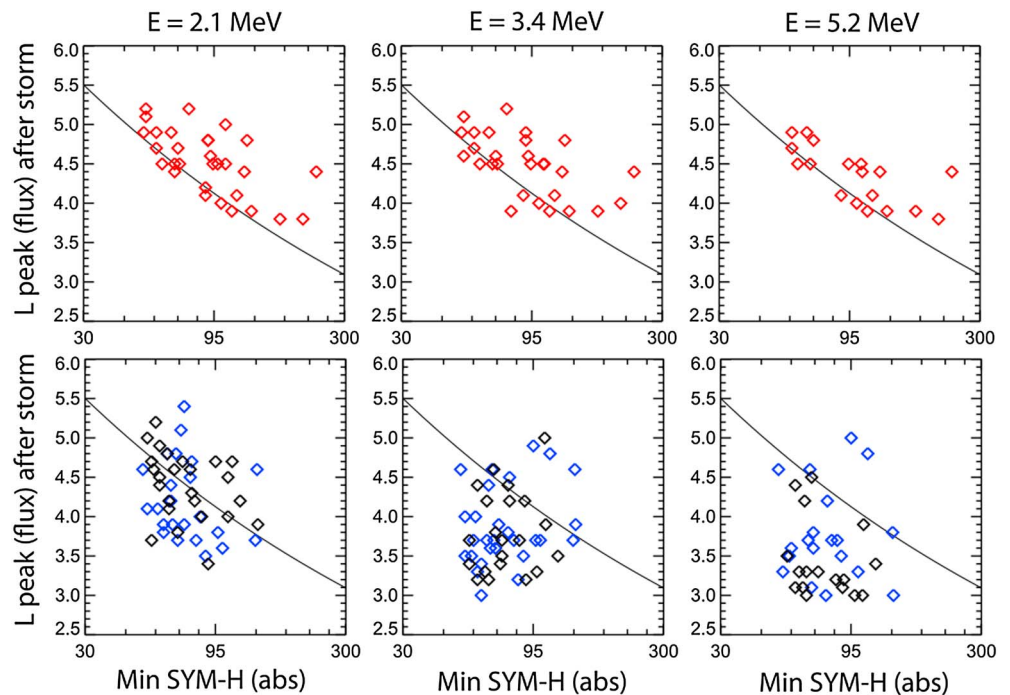 E = 2.1 MeV E = 3.4 MeV E = 5.2 MeV
L peak (flux) after storm
6.0 6.0 6.0
5.5 5.5 5.5
5.0 5.0 5.0
4.5 4.5 4.5
4.0 4.0 4.0
3.5 3.5 3.5
3.0 3.0 3.0
2.5 2.5 2.5
30 95 300 30 95 300 30 95 300
L peak (flux) after storm
6.0 6.0 6.0
5.5 5.5 5.5
5.0 5.0 5.0
4.5 4.5 4.5
4.0 4.0 4.0
3.5 3.5 3.5
3.0 3.0 3.0
2.5 2.5 2.5
30 95 300 30 95 300 30 95 300
Min SYM-H (abs) Min SYM-H (abs) Min SYM-H (abs)